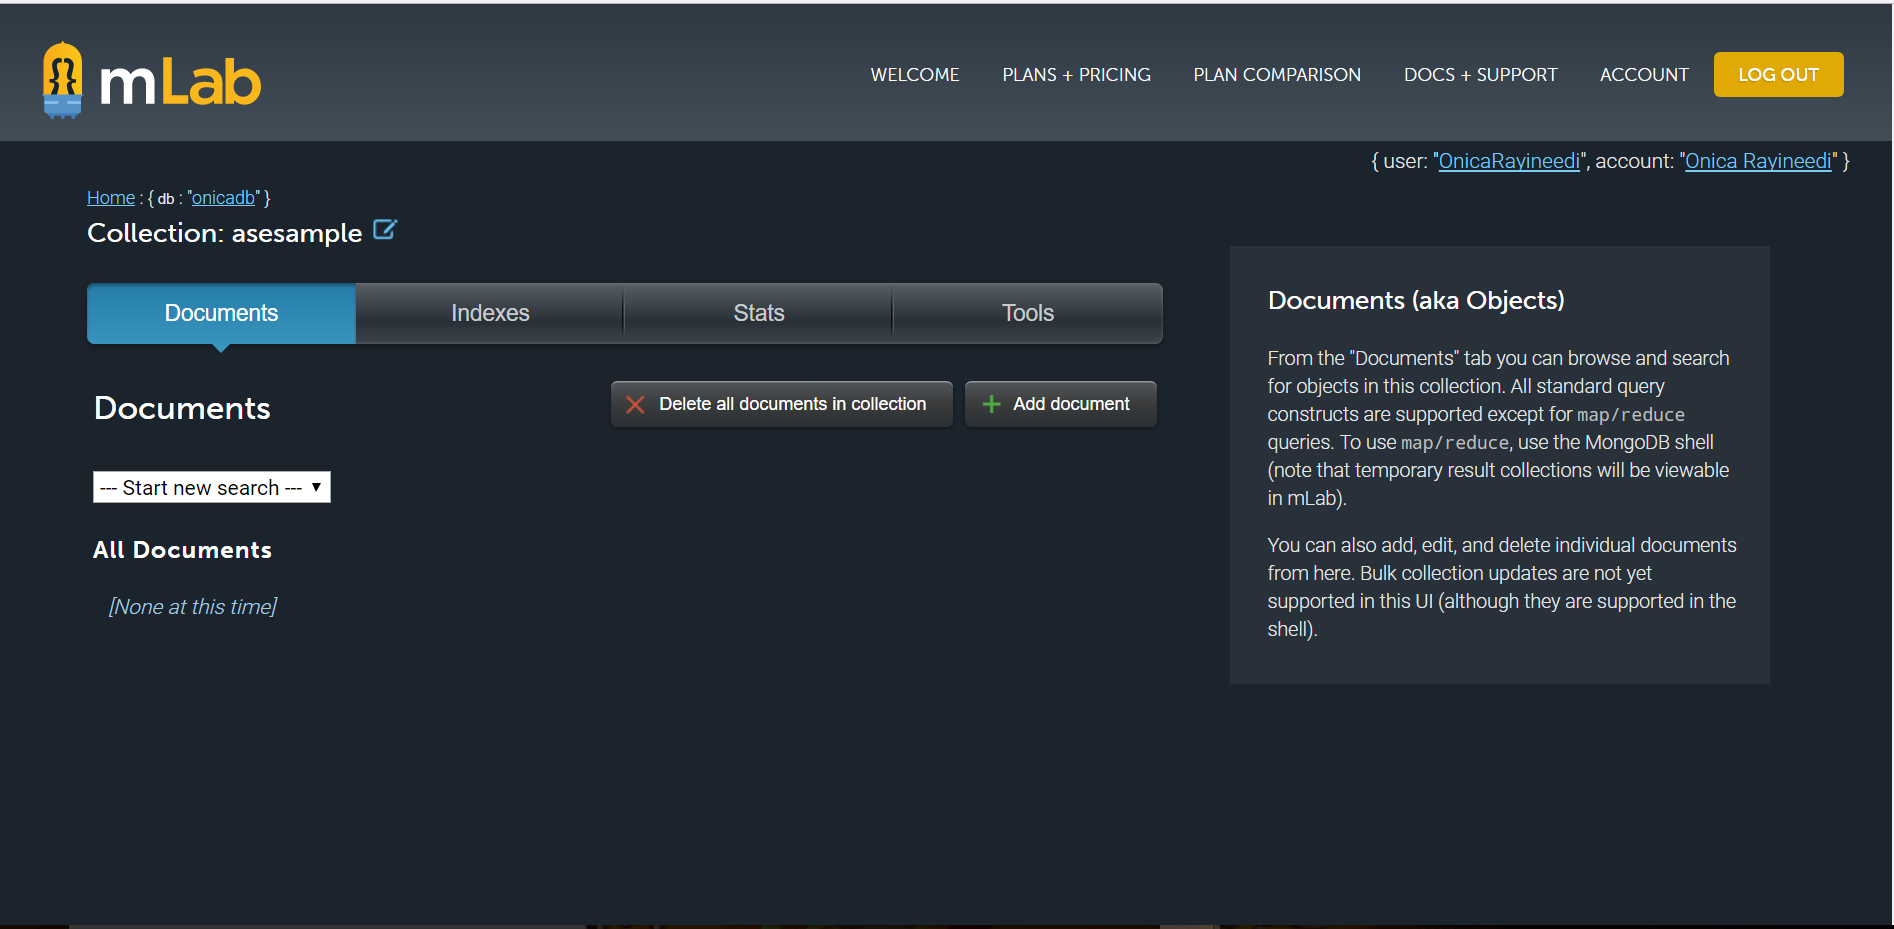 mLab
WELCOME PLANS + PRICING PLAN COMPARISON DOCS + SUPPORT ACCOUNT LOG OUT
{ user: "OnicaRavineedi", account: "Onica Ravineedi" }
Home : { db : "onicadb" }
Collection: asesample
Documents Indexes Stats Tools
Documents
Delete all documents in collection
Add document
--- Start new search ---
All Documents
[None at this time]
Documents (aka Objects)
From the "Documents" tab you can browse and search
for objects in this collection. All standard query
constructs are supported except for map/reduce
queries. To use map/reduce, use the MongoDB shell
(note that temporary result collections will be viewable
in mLab).
You can also add, edit, and delete individual documents
from here. Bulk collection updates are not yet
supported in this UI (although they are supported in the
shell).